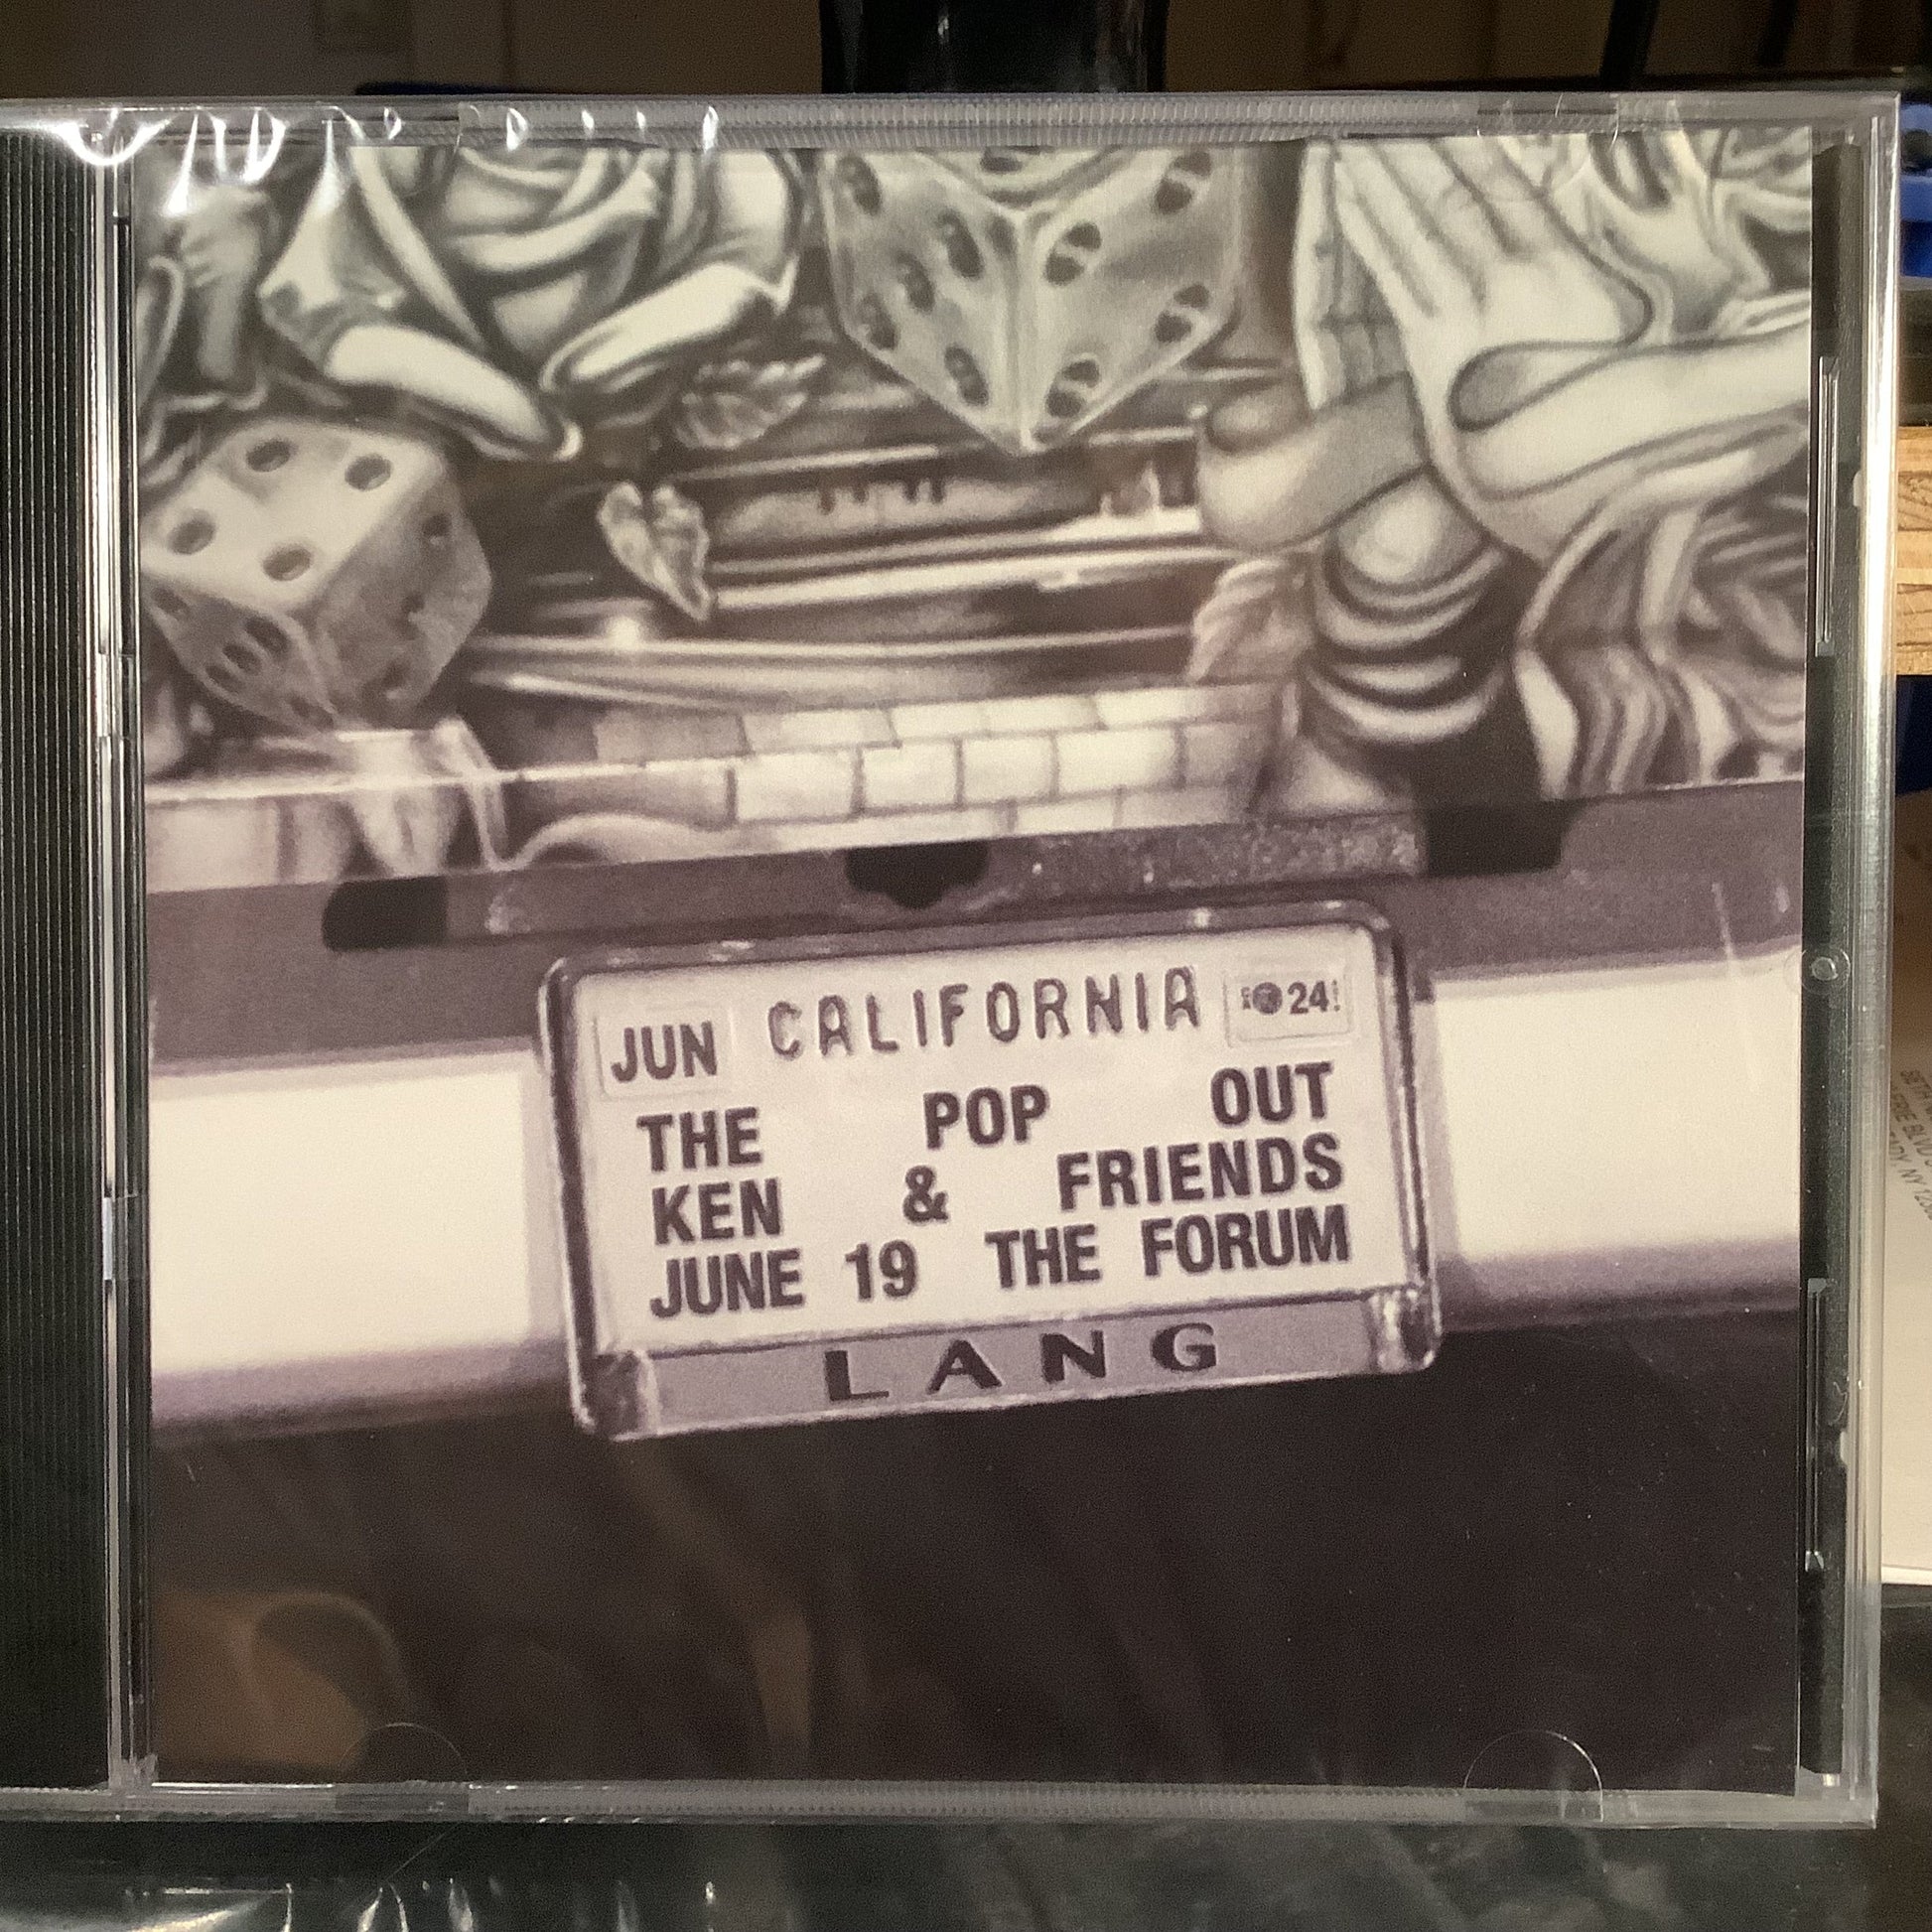 JUN CALIFORNIA 24
THE POP OUT
KEN & FRIENDS
JUNE 19 THE FORUM
LANG